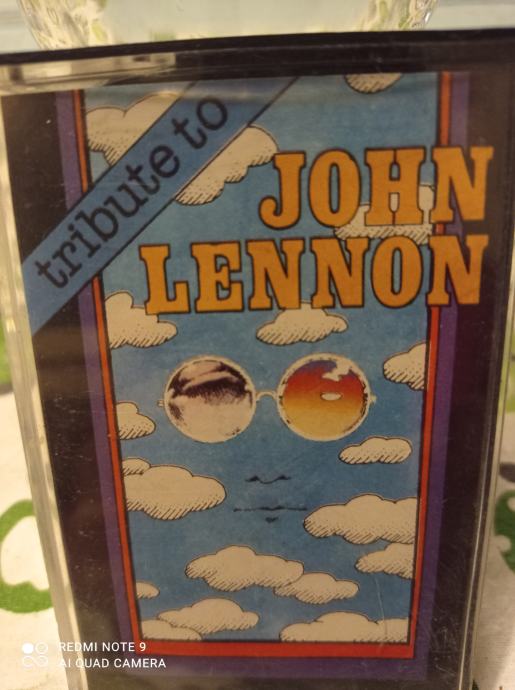 tribute to
JOHN
LENNON
REDMI NOTE 9
AI QUAD CAMERA